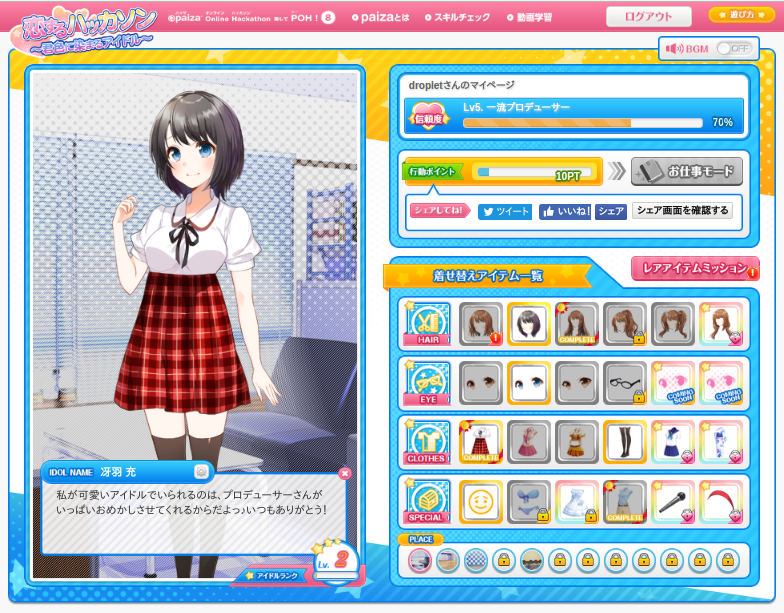 恋するハッカソン
～君色に染まるアイドル～
@paiza Online Hackathon 略して POH! 8
paizaとは
スキルチェック
動画学習
ログアウト
遊び方
BGM OFF
dropletさんのマイページ
信頼度
Lv5. 一流プロデューサー
70%
行動ポイント
10PT
お仕事モード
シェアしてね!
ツイート
いいね!
シェア
シェア画面を確認する
着せ替えアイテム一覧
レアアイテムミッション
HAIR
COMPLETE
EYE
COMING SOON
COMING SOON
CLOTHES
COMPLETE
SPECIAL
COMPLETE
PLACE
IDOL NAME 冴羽 充
私が可愛いアイドルでいられるのは、プロデューサーさんが
いっぱいおめかしさせてくれるからだよっ♪いつもありがとう!
Lv. 2
アイドルランク